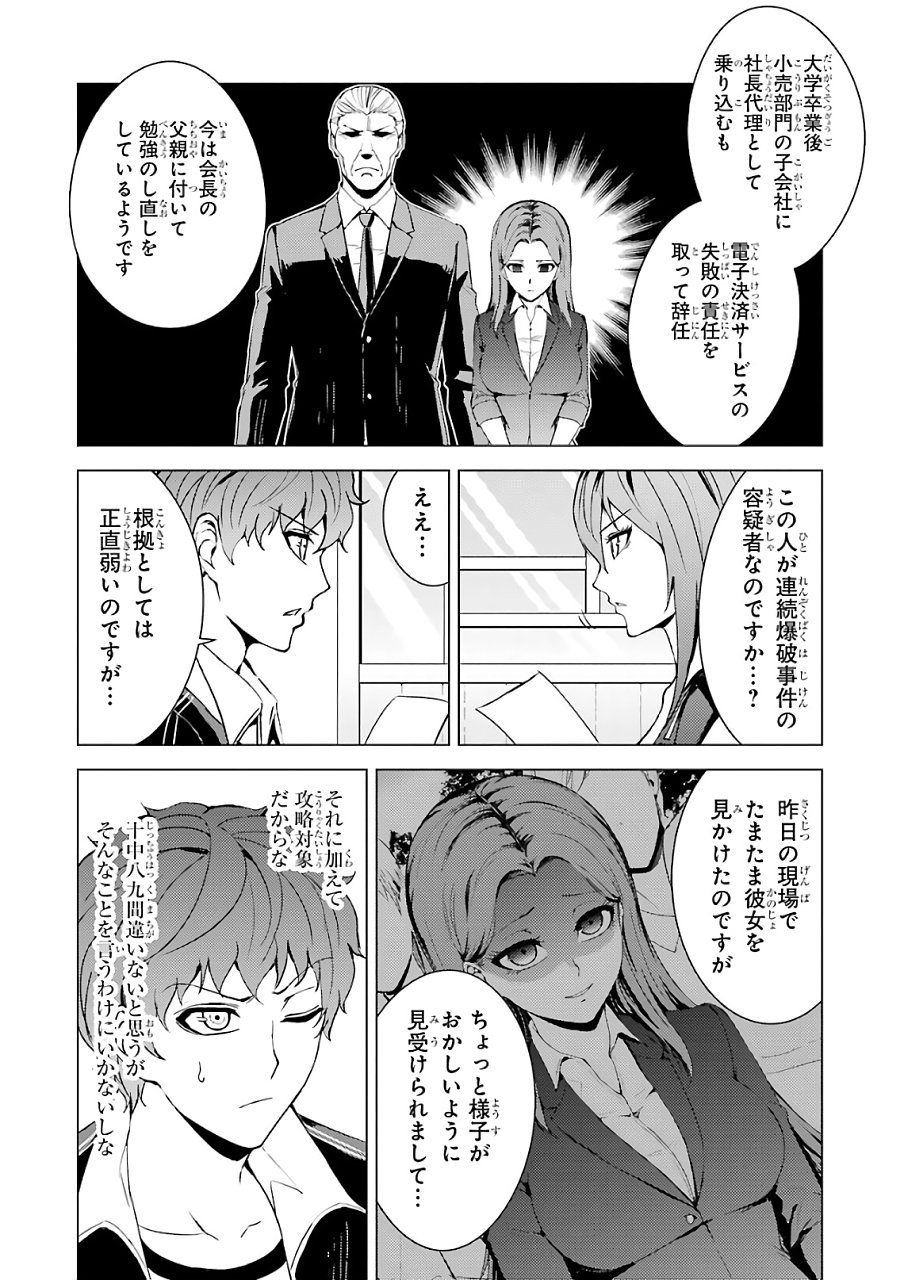 大学卒業後
小売部門の子会社に
社長代理として
乗り込むも
電子決済サービスの
失敗の責任を
取って辞任
今は会長の
父親に付いて
勉強のし直しを
しているようです
この人が連続爆破事件の
容疑者なのですか…?
ええ…
根拠としては
正直弱いのですが…
昨日の現場で
たまたま彼女を
見かけたのですが
ちょっと様子が
おかしいように
見受けられまして…
それに加えて
攻略対象
だからな
十中八九間違いないと思うが
そんなことを言うわけにいかないしな